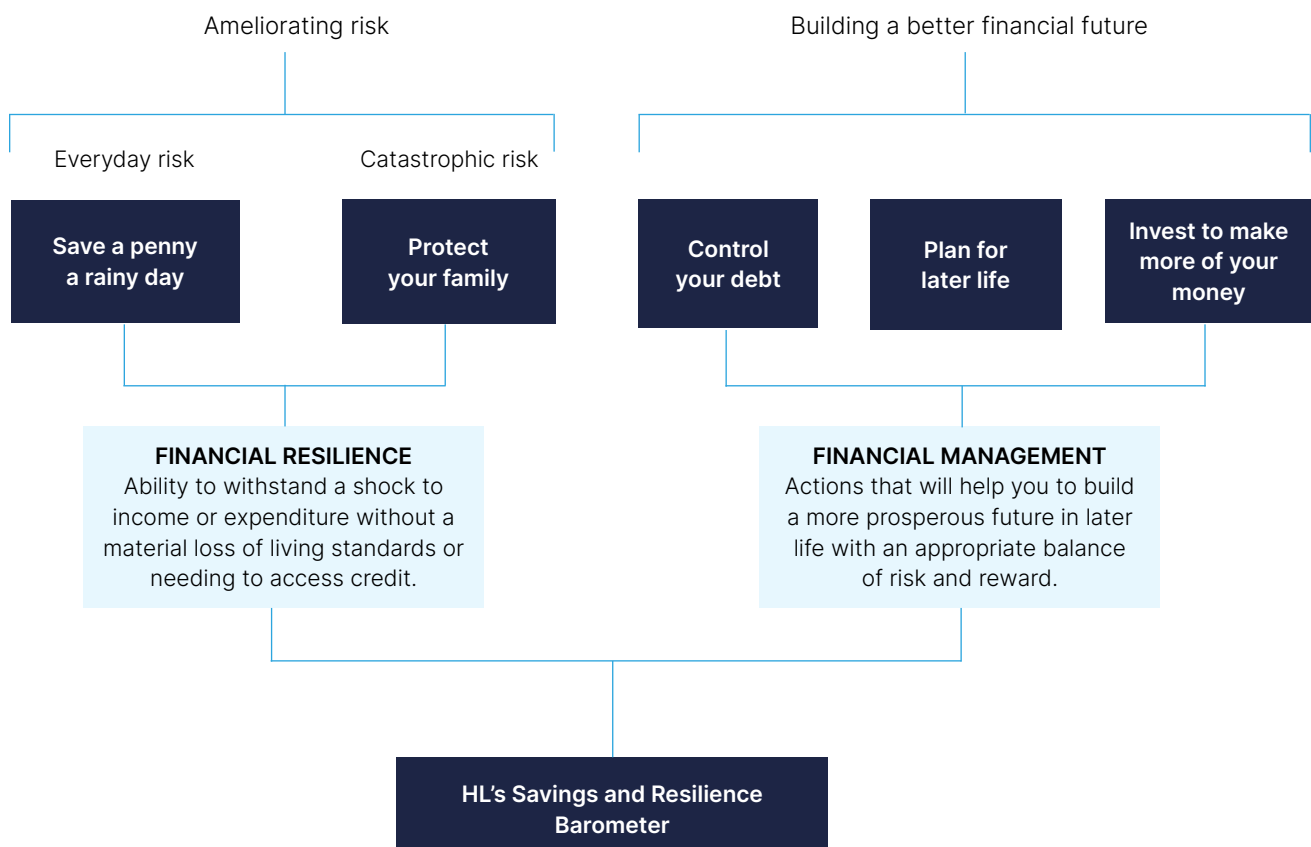 Ameliorating risk
Building a better financial future
Everyday risk
Catastrophic risk
Save a penny
a rainy day
Protect
your family
Control
your debt
Plan for
later life
Invest to make
more of your
money
FINANCIAL RESILIENCE
Ability to withstand a shock to
income or expenditure without a
material loss of living standards or
needing to access credit.
FINANCIAL MANAGEMENT
Actions that will help you to build
a more prosperous future in later
life with an appropriate balance
of risk and reward.
HL’s Savings and Resilience
Barometer